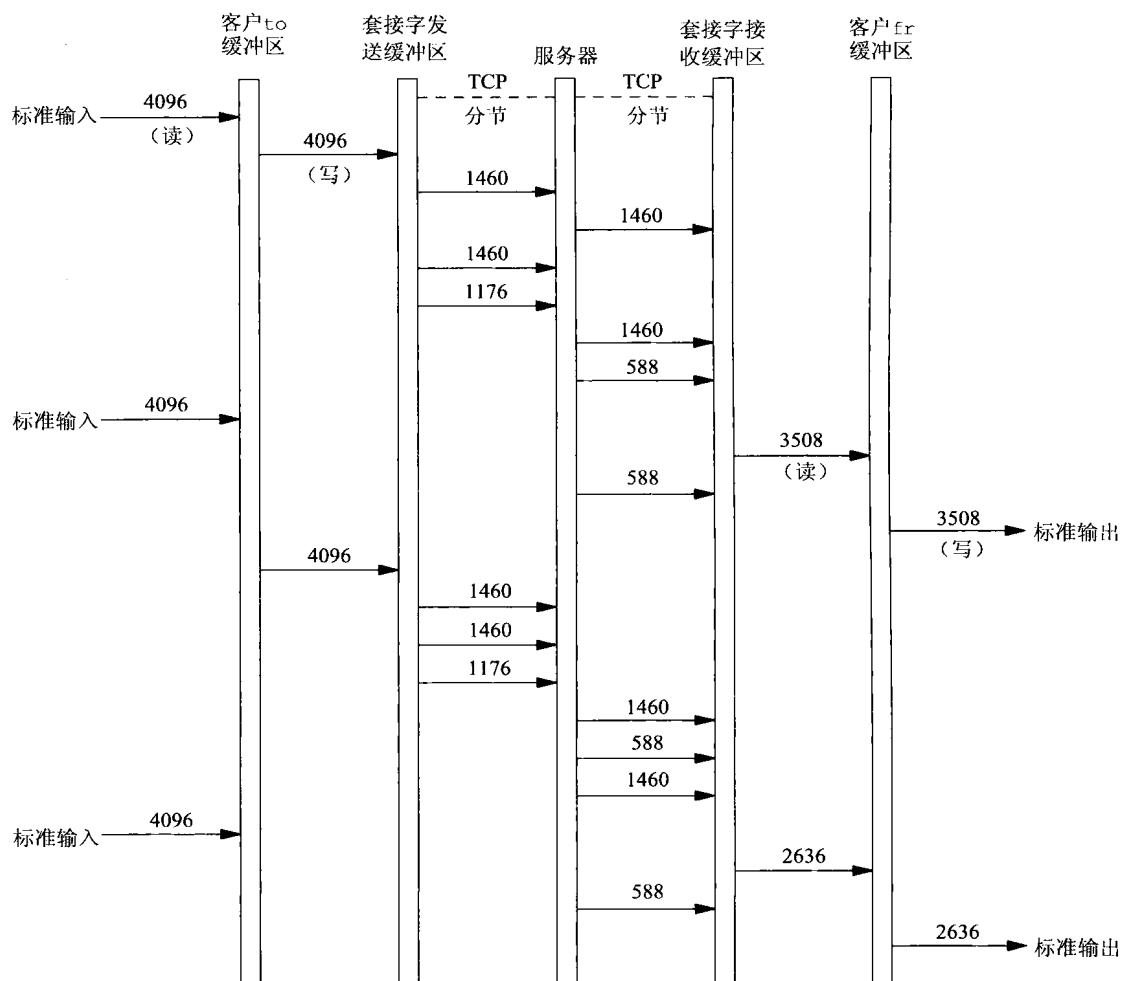 客户to
缓冲区
套接字发
送缓冲区
服务器
套接字接
收缓冲区
客户fr
缓冲区
TCP
分节
TCP
分节
标准输入
4096
（读）
4096
（写）
1460
1460
1460
1176
1460
588
标准输入
4096
3508
（读）
588
3508
（写）
标准输出
4096
1460
1460
1176
1460
588
1460
标准输入
4096
2636
588
2636
标准输出